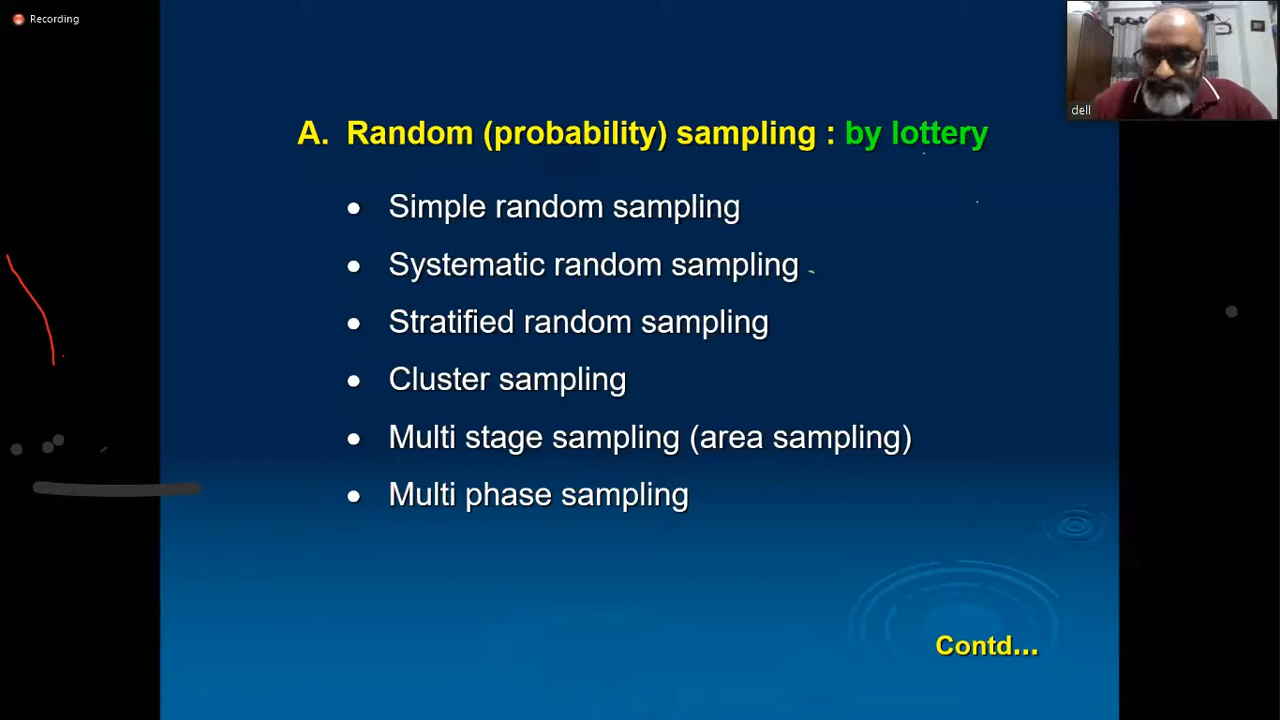 Recording
dell
A. Random (probability) sampling : by lottery
• Simple random sampling
• Systematic random sampling
• Stratified random sampling
• Cluster sampling
• Multi stage sampling (area sampling)
• Multi phase sampling
Contd...